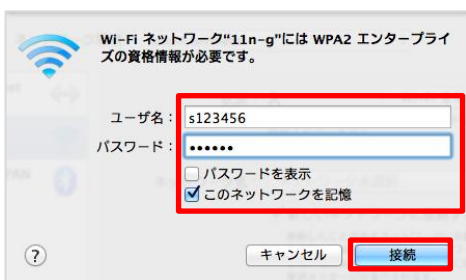 Wi-Fi ネットワーク“11n-g”には WPA2 エンタープライ
ズの資格情報が必要です。
ユーザ名： s123456
パスワード： ••••••
パスワードを表示
このネットワークを記憶
? キャンセル 接続